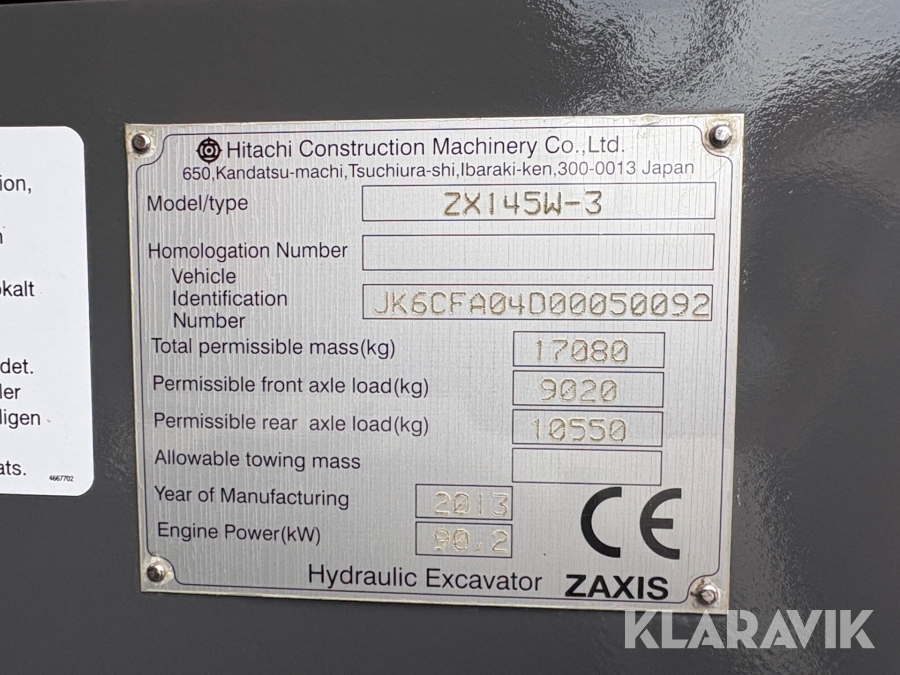 Hitachi Construction Machinery Co.,Ltd.
650,Kandatsu-machi,Tsuchiura-shi,Ibaraki-ken,300-0013 Japan
Model/type ZX145W-3
Homologation Number
Vehicle
Identification
Number JK6CFA04D00050092
Total permissible mass(kg) 17080
Permissible front axle load(kg) 9020
Permissible rear axle load(kg) 10550
Allowable towing mass
Year of Manufacturing 2013
Engine Power(kW) 90.2
CE
Hydraulic Excavator ZAXIS
ion,
okalt
det.
ler
ligen
ats.
4667702
KLARAVIK